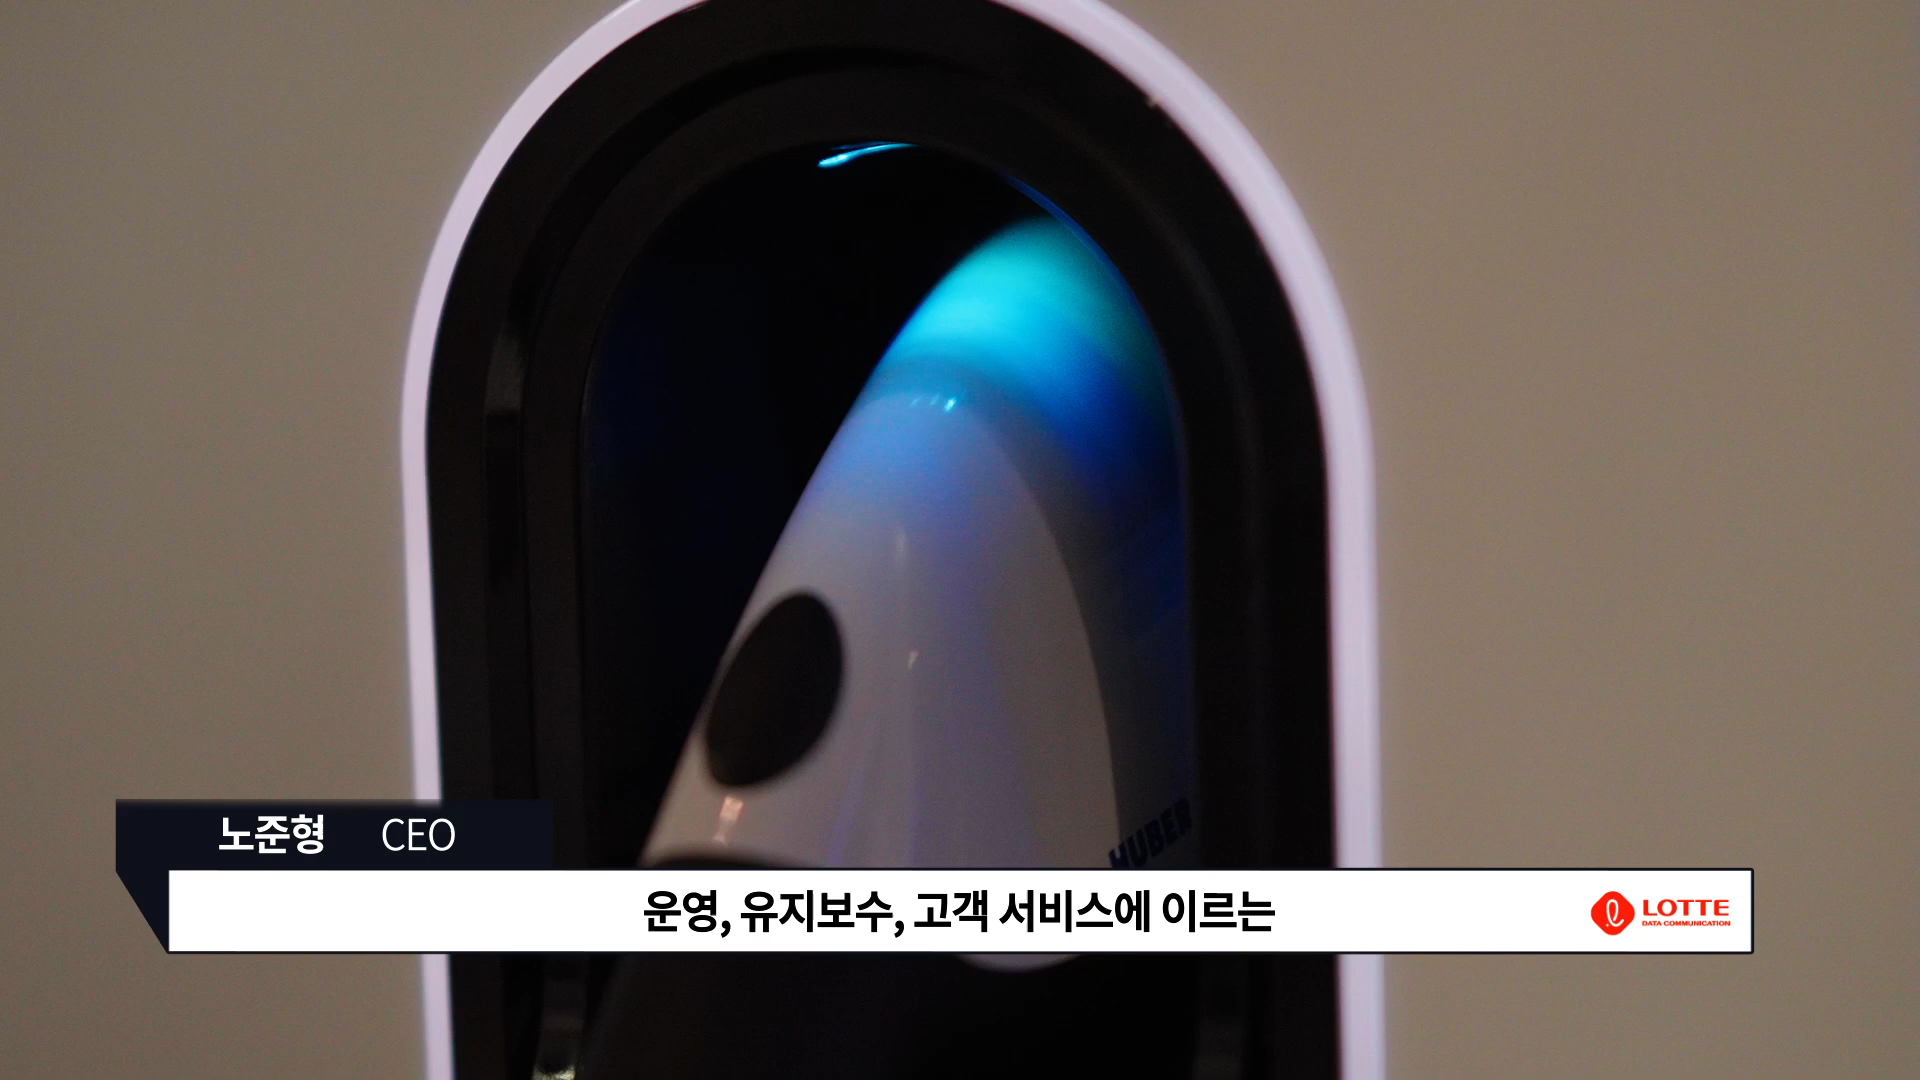 HUBER
노준형 CEO
운영, 유지보수, 고객 서비스에 이르는
LOTTE
DATA COMMUNICATION